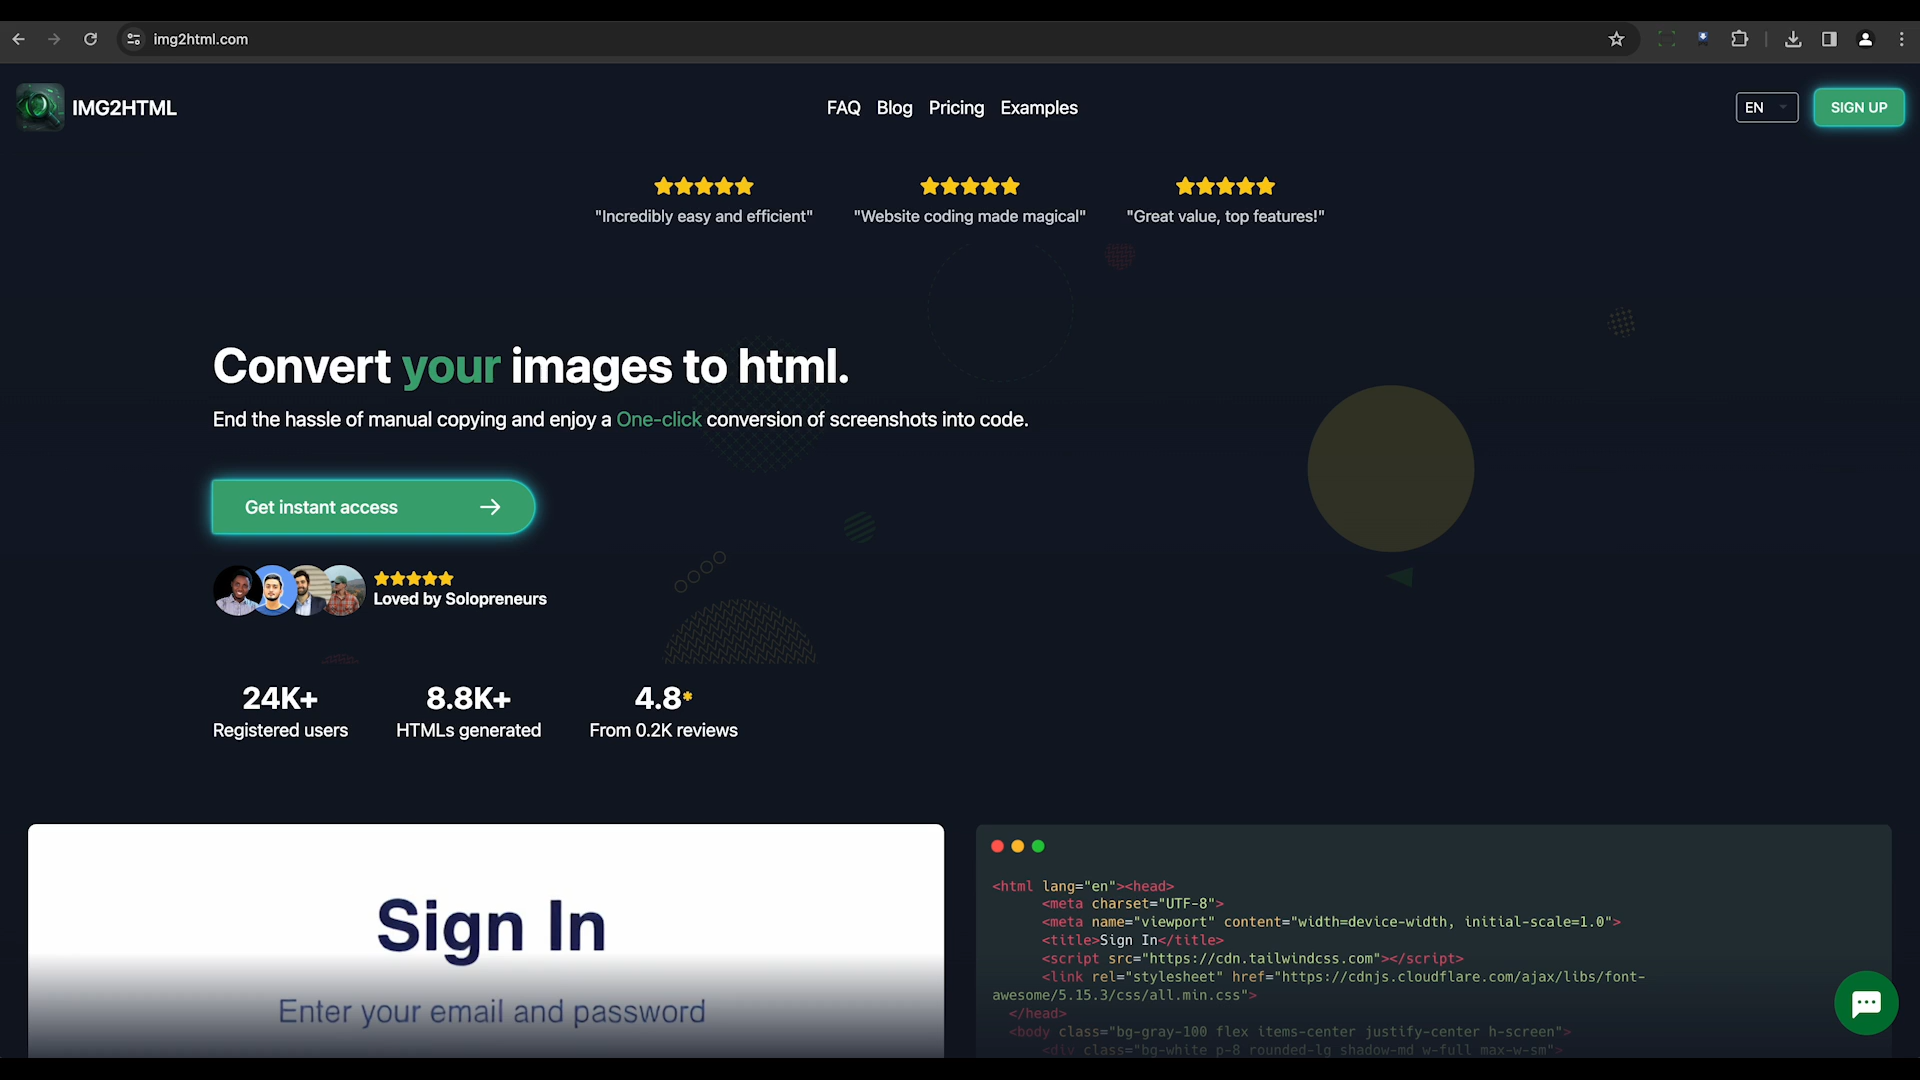 img2html.com
IMG2HTML
FAQ Blog Pricing Examples
EN
SIGN UP
"Incredibly easy and efficient"
"Website coding made magical"
"Great value, top features!"
Convert your images to html.
End the hassle of manual copying and enjoy a One-click conversion of screenshots into code.
Get instant access
Loved by Solopreneurs
24K+
Registered users
8.8K+
HTMLs generated
4.8*
From 0.2K reviews
Sign In
Enter your email and password
<html lang="en"><head>
<meta charset="UTF-8">
<meta name="viewport" content="width=device-width, initial-scale=1.0">
<title>Sign In</title>
<script src="https://cdn.tailwindcss.com"></script>
<link rel="stylesheet" href="https://cdnjs.cloudflare.com/ajax/libs/font-
awesome/5.15.3/css/all.min.css">
</head>
<body class="bg-gray-100 flex items-center justify-center h-screen">
<div class="bg-white p-8 rounded-lg shadow-md w-full max-w-sm">